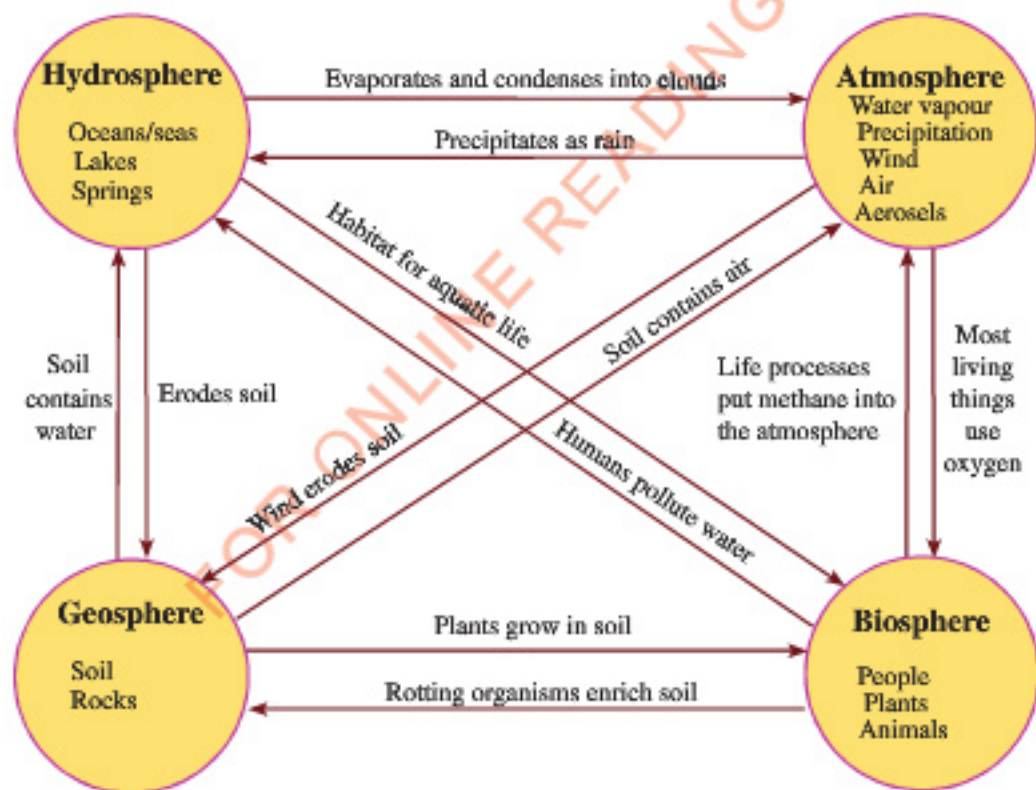 Hydrosphere
Oceans/seas
Lakes
Springs
Evaporates and condenses into clouds
Precipitates as rain
Atmosphere
Water vapour
Precipitation
Wind
Air
Aerosels
Habitat for aquatic life
Soil contains air
Soil
contains
water
Erodes soil
Life processes
put methane into
the atmosphere
Most
living
things
use
oxygen
Wind erodes soil
Humans pollute water
Geosphere
Soil
Rocks
Plants grow in soil
Rotting organisms enrich soil
Biosphere
People
Plants
Animals
FOR ONLINE READING